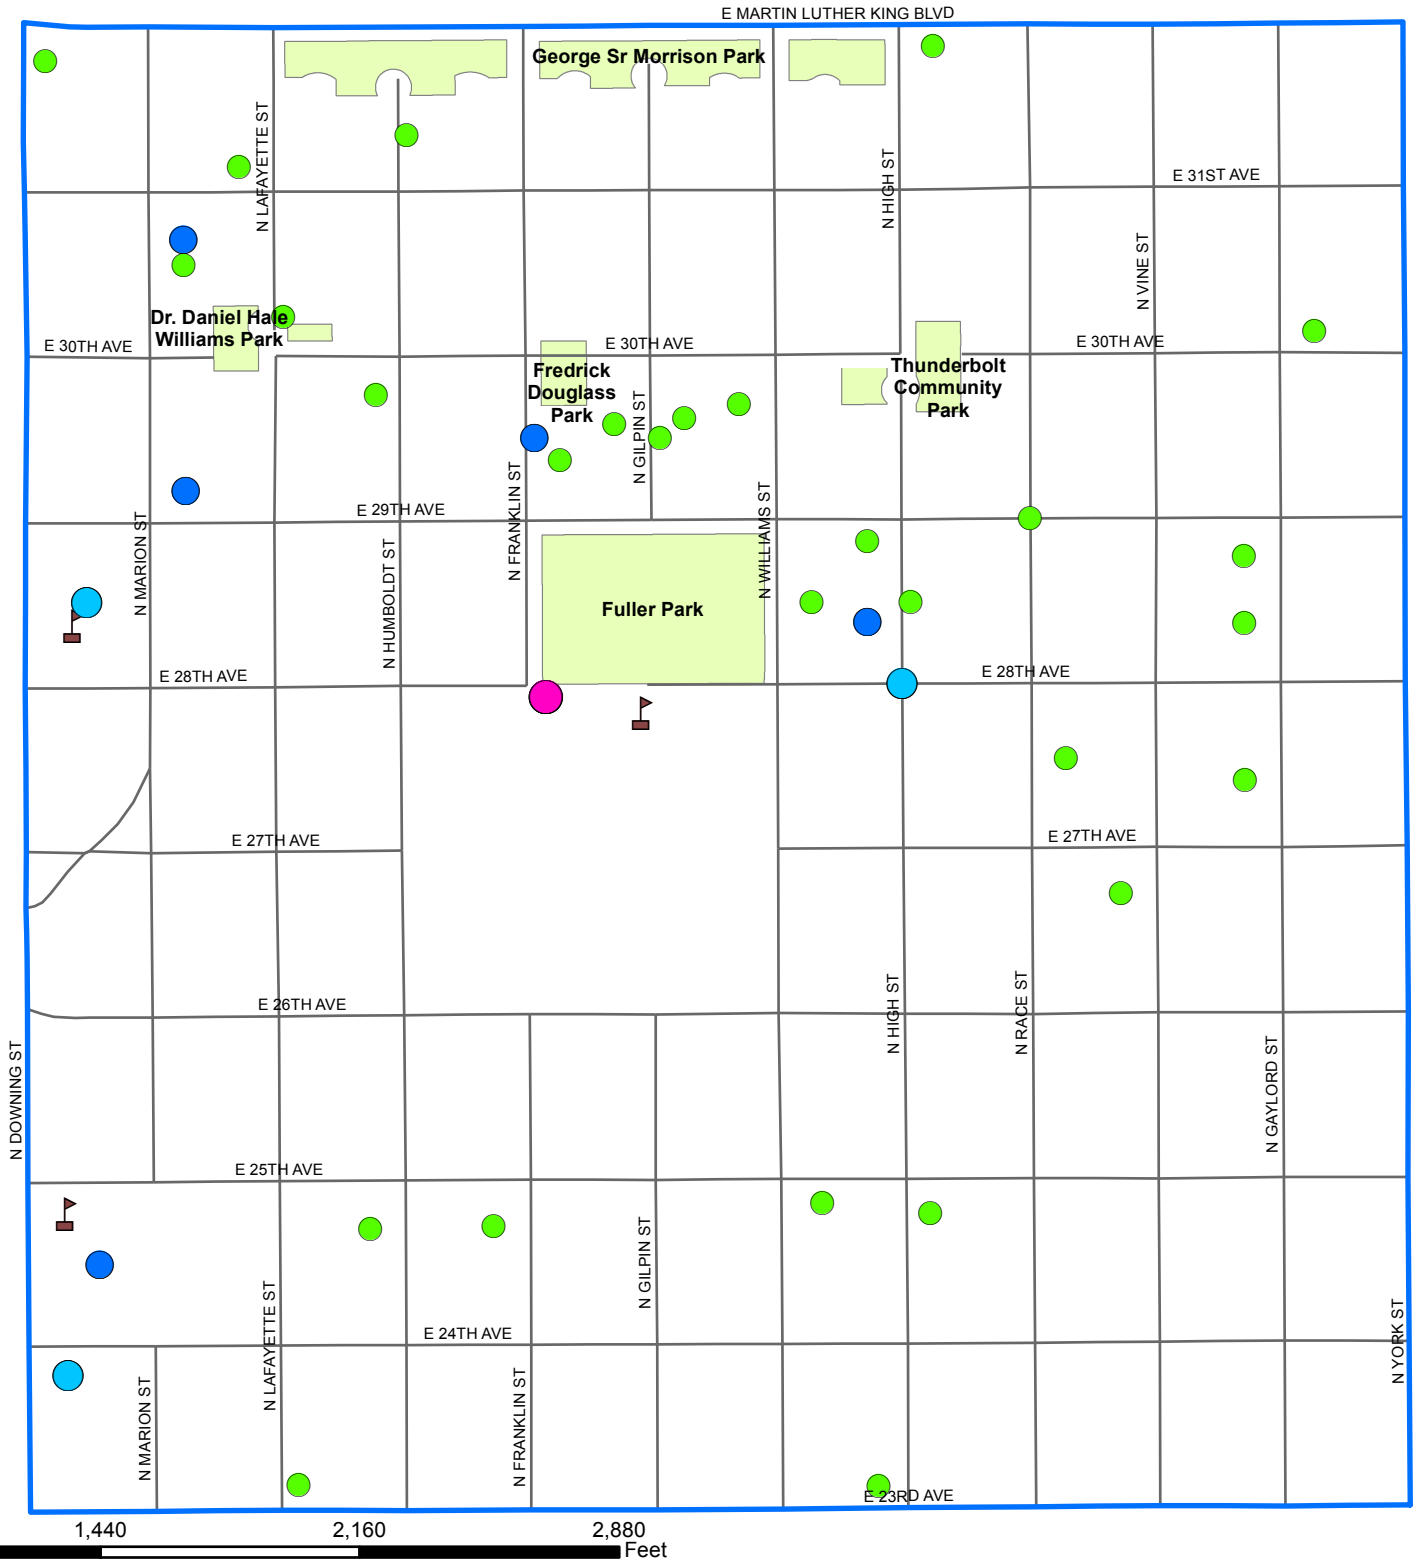 E MARTIN LUTHER KING BLVD
George Sr Morrison Park
N LAFAYETTE ST
N HIGH ST
E 31ST AVE
N VINE ST
Dr. Daniel Hale
Williams Park
E 30TH AVE
E 30TH AVE
E 30TH AVE
Fredrick
Douglass
Park
Thunderbolt
Community
Park
N GILPIN ST
N FRANKLIN ST
N WILLIAMS ST
E 29TH AVE
N MARION ST
N HUMBOLDT ST
Fuller Park
E 28TH AVE
E 28TH AVE
E 27TH AVE
E 27TH AVE
E 26TH AVE
N HIGH ST
N RACE ST
N DOWNING ST
N GAYLORD ST
E 25TH AVE
N GILPIN ST
N LAFAYETTE ST
E 24TH AVE
N YORK ST
N MARION ST
N FRANKLIN ST
E 23RD AVE
1,440
2,160
2,880
Feet